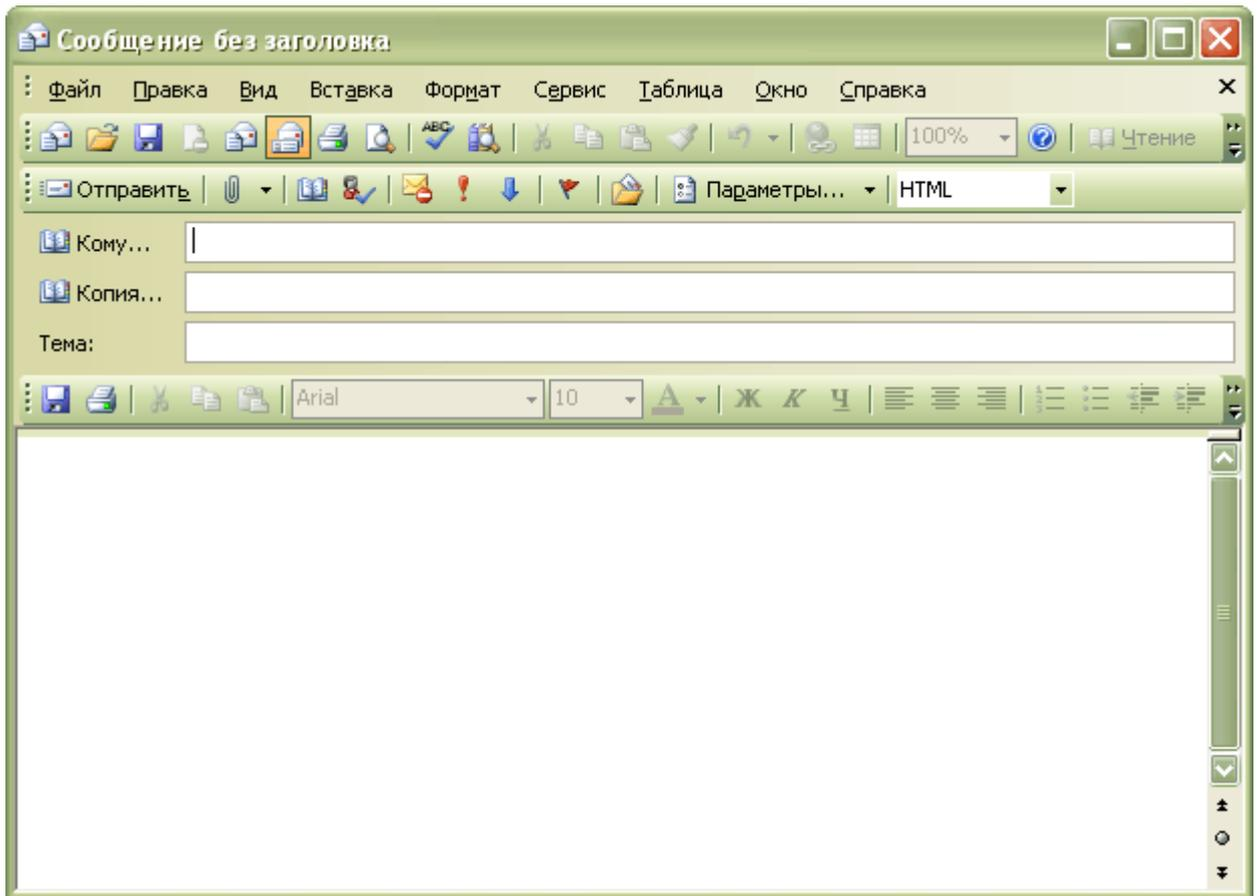 Сообщение без заголовка
Файл Правка Вид Вставка Формат Сервис Таблица Окно Справка
ABC 100% Чтение
Отправить Параметры... HTML
Кому...
Копия...
Тема:
Arial 10 A Ж К Ч